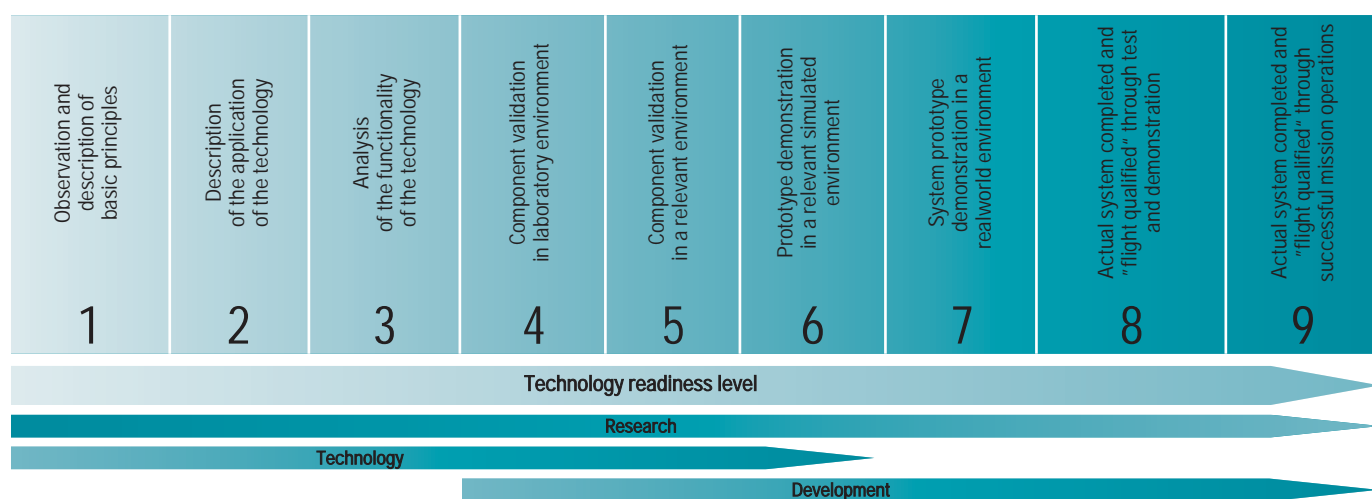 Observation and
description of
basic principles
1
Description
of the application
of the technology
2
Analysis
of the functionality
of the technology
3
Component validation
in laboratory environment
4
Component validation
in a relevant environment
5
Prototype demonstration
in a relevant simulated
environment
6
System prototype
demonstration in a
realworld environment
7
Actual system completed and
"flight qualified" through test
and demonstration
8
Actual system completed and
"flight qualified" through
successful mission operations
9
Technology readiness level
Research
Technology
Development